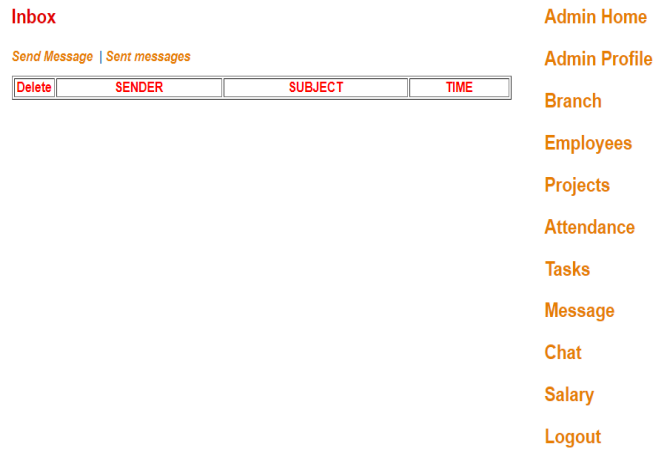 Inbox
Send Message | Sent messages
Delete SENDER SUBJECT TIME
Admin Home
Admin Profile
Branch
Employees
Projects
Attendance
Tasks
Message
Chat
Salary
Logout